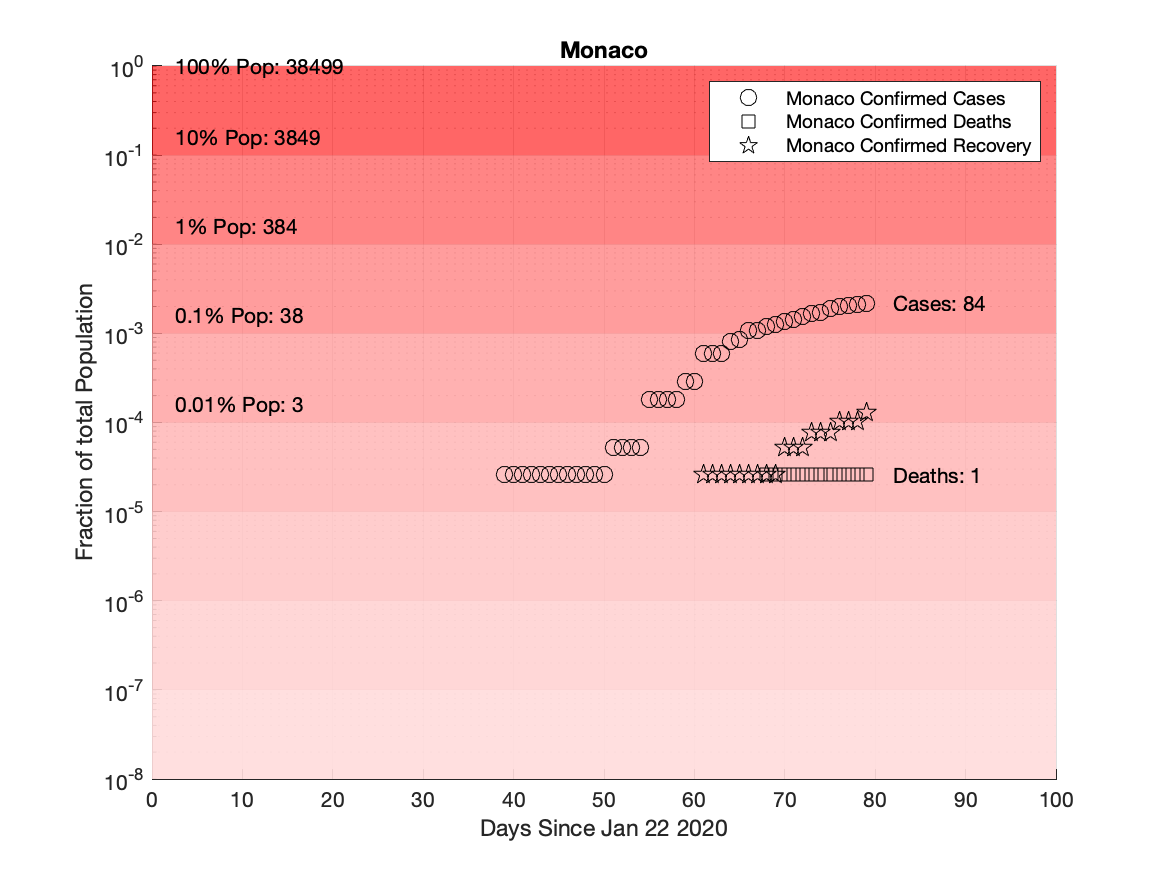 Monaco
10^0
100% Pop: 38499
Monaco Confirmed Cases
Monaco Confirmed Deaths
Monaco Confirmed Recovery
10% Pop: 3849
10^-1
1% Pop: 384
10^-2
Cases: 84
0.1% Pop: 38
10^-3
0.01% Pop: 3
10^-4
Deaths: 1
10^-5
10^-6
10^-7
10^-8
Fraction of total Population
0 10 20 30 40 50 60 70 80 90 100
Days Since Jan 22 2020